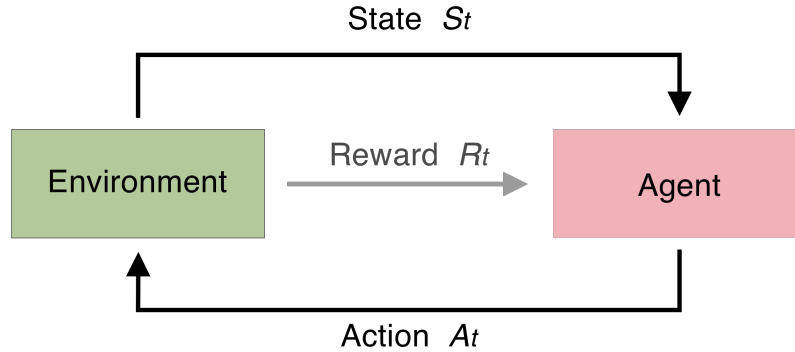 State St
Environment
Reward Rt
Agent
Action At